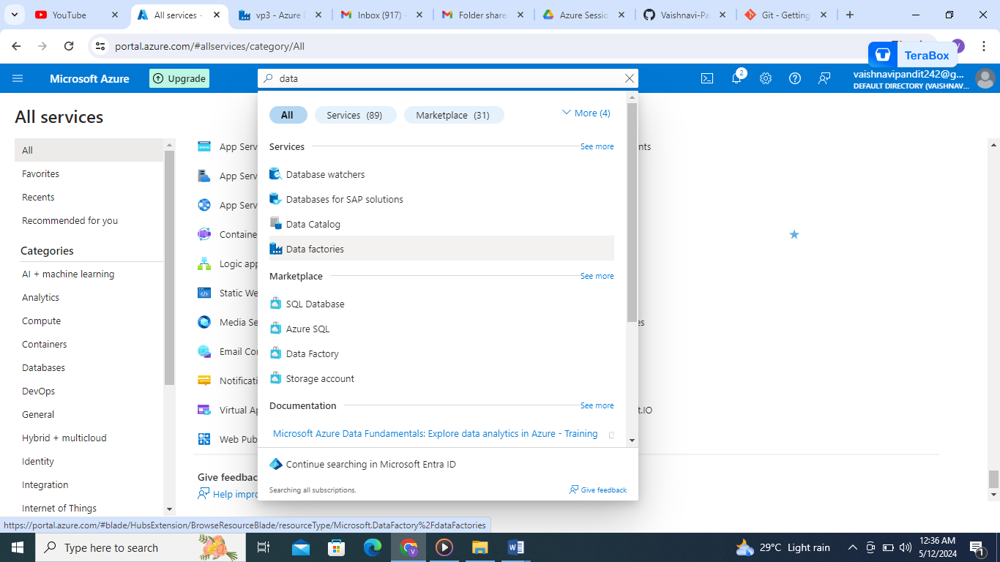 YouTube
All services -
vp3 - Azure D
Inbox (917) -
Folder share
Azure Sessio
Vaishnavi-Pa
Git - Getting
portal.azure.com/#allservices/category/All
TeraBox
Microsoft Azure
Upgrade
data
2
vaishnavipandit242@g...
DEFAULT DIRECTORY (VAISHNAV...
All services
All
Favorites
Recents
Recommended for you
Categories
AI + machine learning
Analytics
Compute
Containers
Databases
DevOps
General
Hybrid + multicloud
Identity
Integration
Internet of Things
App Serv
App Serv
App Serv
Containe
Logic app
Static We
Media Se
Email Co
Notificati
Virtual Ap
Web Pub
Give feedbac
Help impro
All
Services (89)
Marketplace (31)
More (4)
Services
See more
Database watchers
Databases for SAP solutions
Data Catalog
Data factories
Marketplace
See more
SQL Database
Azure SQL
Data Factory
Storage account
Documentation
See more
Microsoft Azure Data Fundamentals: Explore data analytics in Azure - Training
Continue searching in Microsoft Entra ID
Searching all subscriptions.
Give feedback
nts
es
t.IO
https://portal.azure.com/#blade/HubsExtension/BrowseResourceBlade/resourceType/Microsoft.DataFactory%2FdataFactories
Type here to search
29°C Light rain
12:36 AM
5/12/2024
1